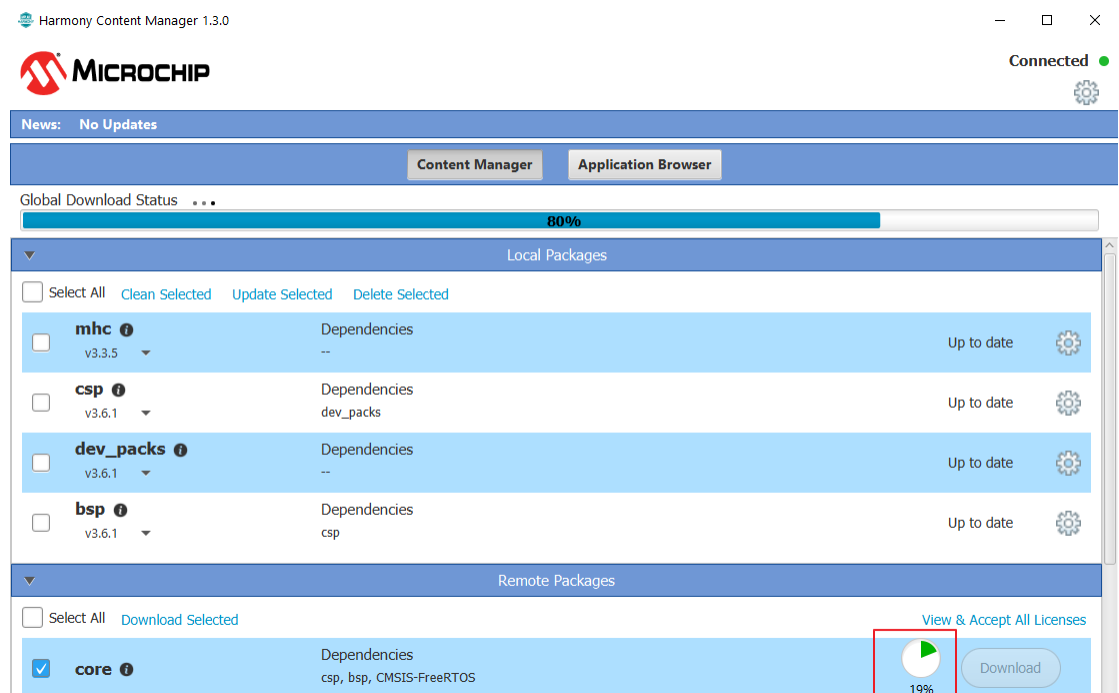 Harmony Content Manager 1.3.0
MICROCHIP
Connected
News: No Updates
Content Manager Application Browser
Global Download Status ...
80%
Local Packages
Select All Clean Selected Update Selected Delete Selected
mhc Dependencies
v3.3.5 -- Up to date
csp Dependencies
v3.6.1 dev_packs Up to date
dev_packs Dependencies
v3.6.1 -- Up to date
bsp Dependencies
v3.6.1 csp Up to date
Remote Packages
Select All Download Selected View & Accept All Licenses
core Dependencies
csp, bsp, CMSIS-FreeRTOS
19%
Download